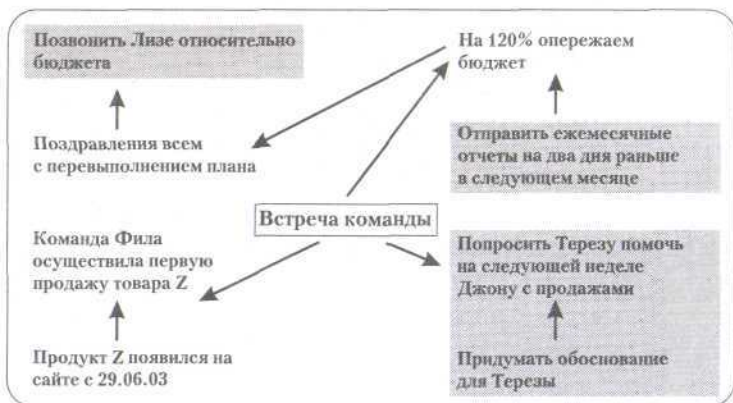 Позвонить Лизе относительно
бюджета
На 120% опережаем
бюджет
Поздравления всем
с перевыполнением плана
Отправить ежемесячные
отчеты на два дня раньше
в следующем месяце
Встреча команды
Команда Фила
осуществила первую
продажу товара Z
Попросить Терезу помочь
на следующей неделе
Джону с продажами
Продукт Z появился на
сайте с 29.06.03
Придумать обоснование
для Терезы